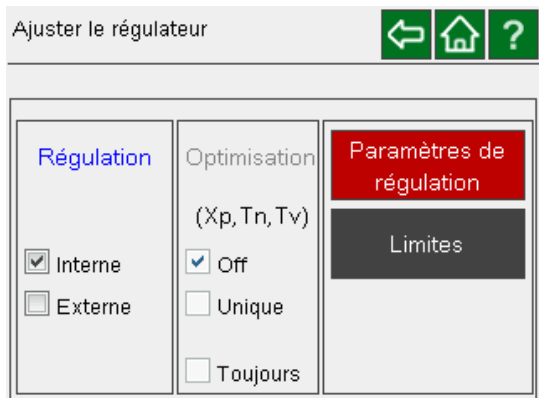 Ajuster le régulateur
?
Régulation
Interne
Externe
Optimisation
(Xp,Tn,Tv)
Off
Unique
Toujours
Paramètres de
régulation
Limites